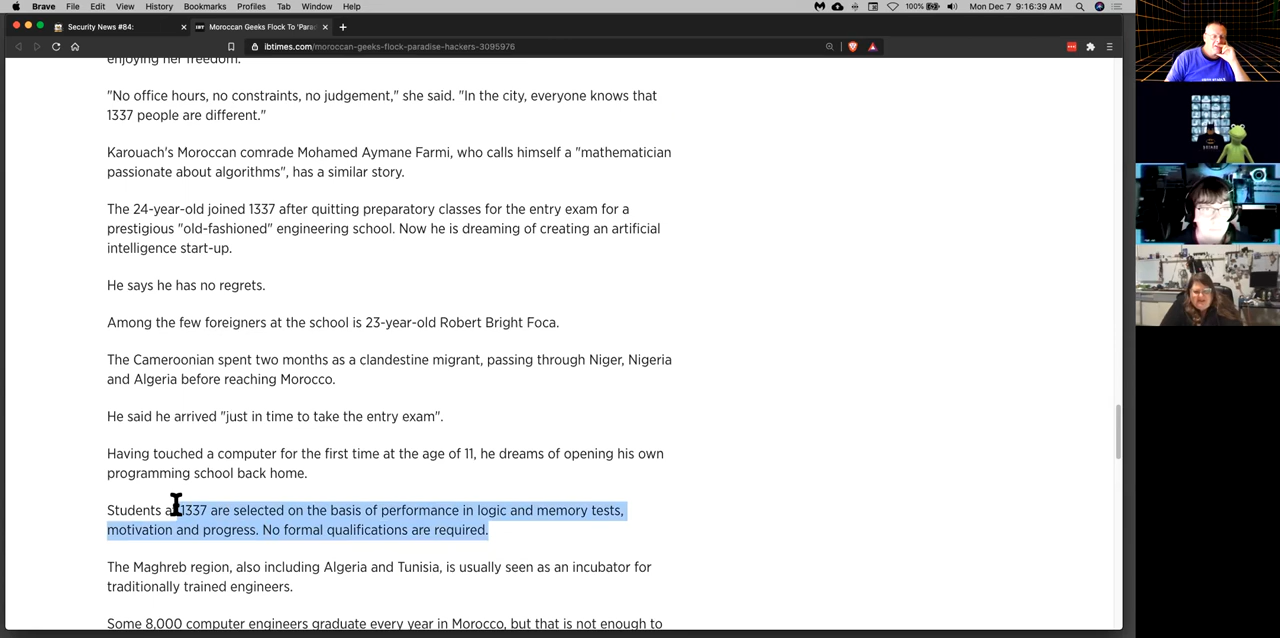 Brave File Edit View History Bookmarks Profiles Tab Window Help 100% Mon Dec 7 9:16:39 AM
Security News #84: Moroccan Geeks Flock To 'Para
ibtimes.com/moroccan-geeks-flock-paradise-hackers-3095976
enjoying her freedom.
"No office hours, no constraints, no judgement," she said. "In the city, everyone knows that
1337 people are different."
Karouach's Moroccan comrade Mohamed Aymane Farmi, who calls himself a "mathematician
passionate about algorithms", has a similar story.
The 24-year-old joined 1337 after quitting preparatory classes for the entry exam for a
prestigious "old-fashioned" engineering school. Now he is dreaming of creating an artificial
intelligence start-up.
He says he has no regrets.
Among the few foreigners at the school is 23-year-old Robert Bright Foca.
The Cameroonian spent two months as a clandestine migrant, passing through Niger, Nigeria
and Algeria before reaching Morocco.
He said he arrived "just in time to take the entry exam".
Having touched a computer for the first time at the age of 11, he dreams of opening his own
programming school back home.
Students 1337 are selected on the basis of performance in logic and memory tests,
motivation and progress. No formal qualifications are required.
The Maghreb region, also including Algeria and Tunisia, is usually seen as an incubator for
traditionally trained engineers.
Some 8,000 computer engineers graduate every year in Morocco, but that is not enough to